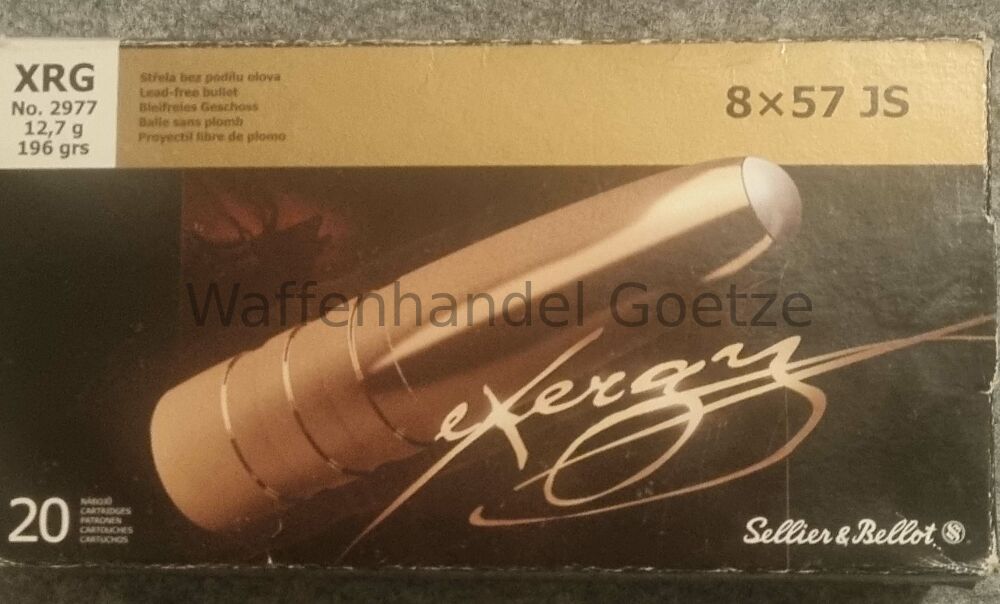 XRG
No. 2977
12,7 g
196 grs
Střela bez podílu olova
Lead-free bullet
Bleifreies Geschoss
Balle sans plomb
Proyectil libre de plomo
8×57 JS
Waffenhandel Goetze
exergy
20
NÁBOJŮ
CARTRIDGES
PATRONEN
CARTOUCHES
CARTUCHOS
Sellier & Bellot